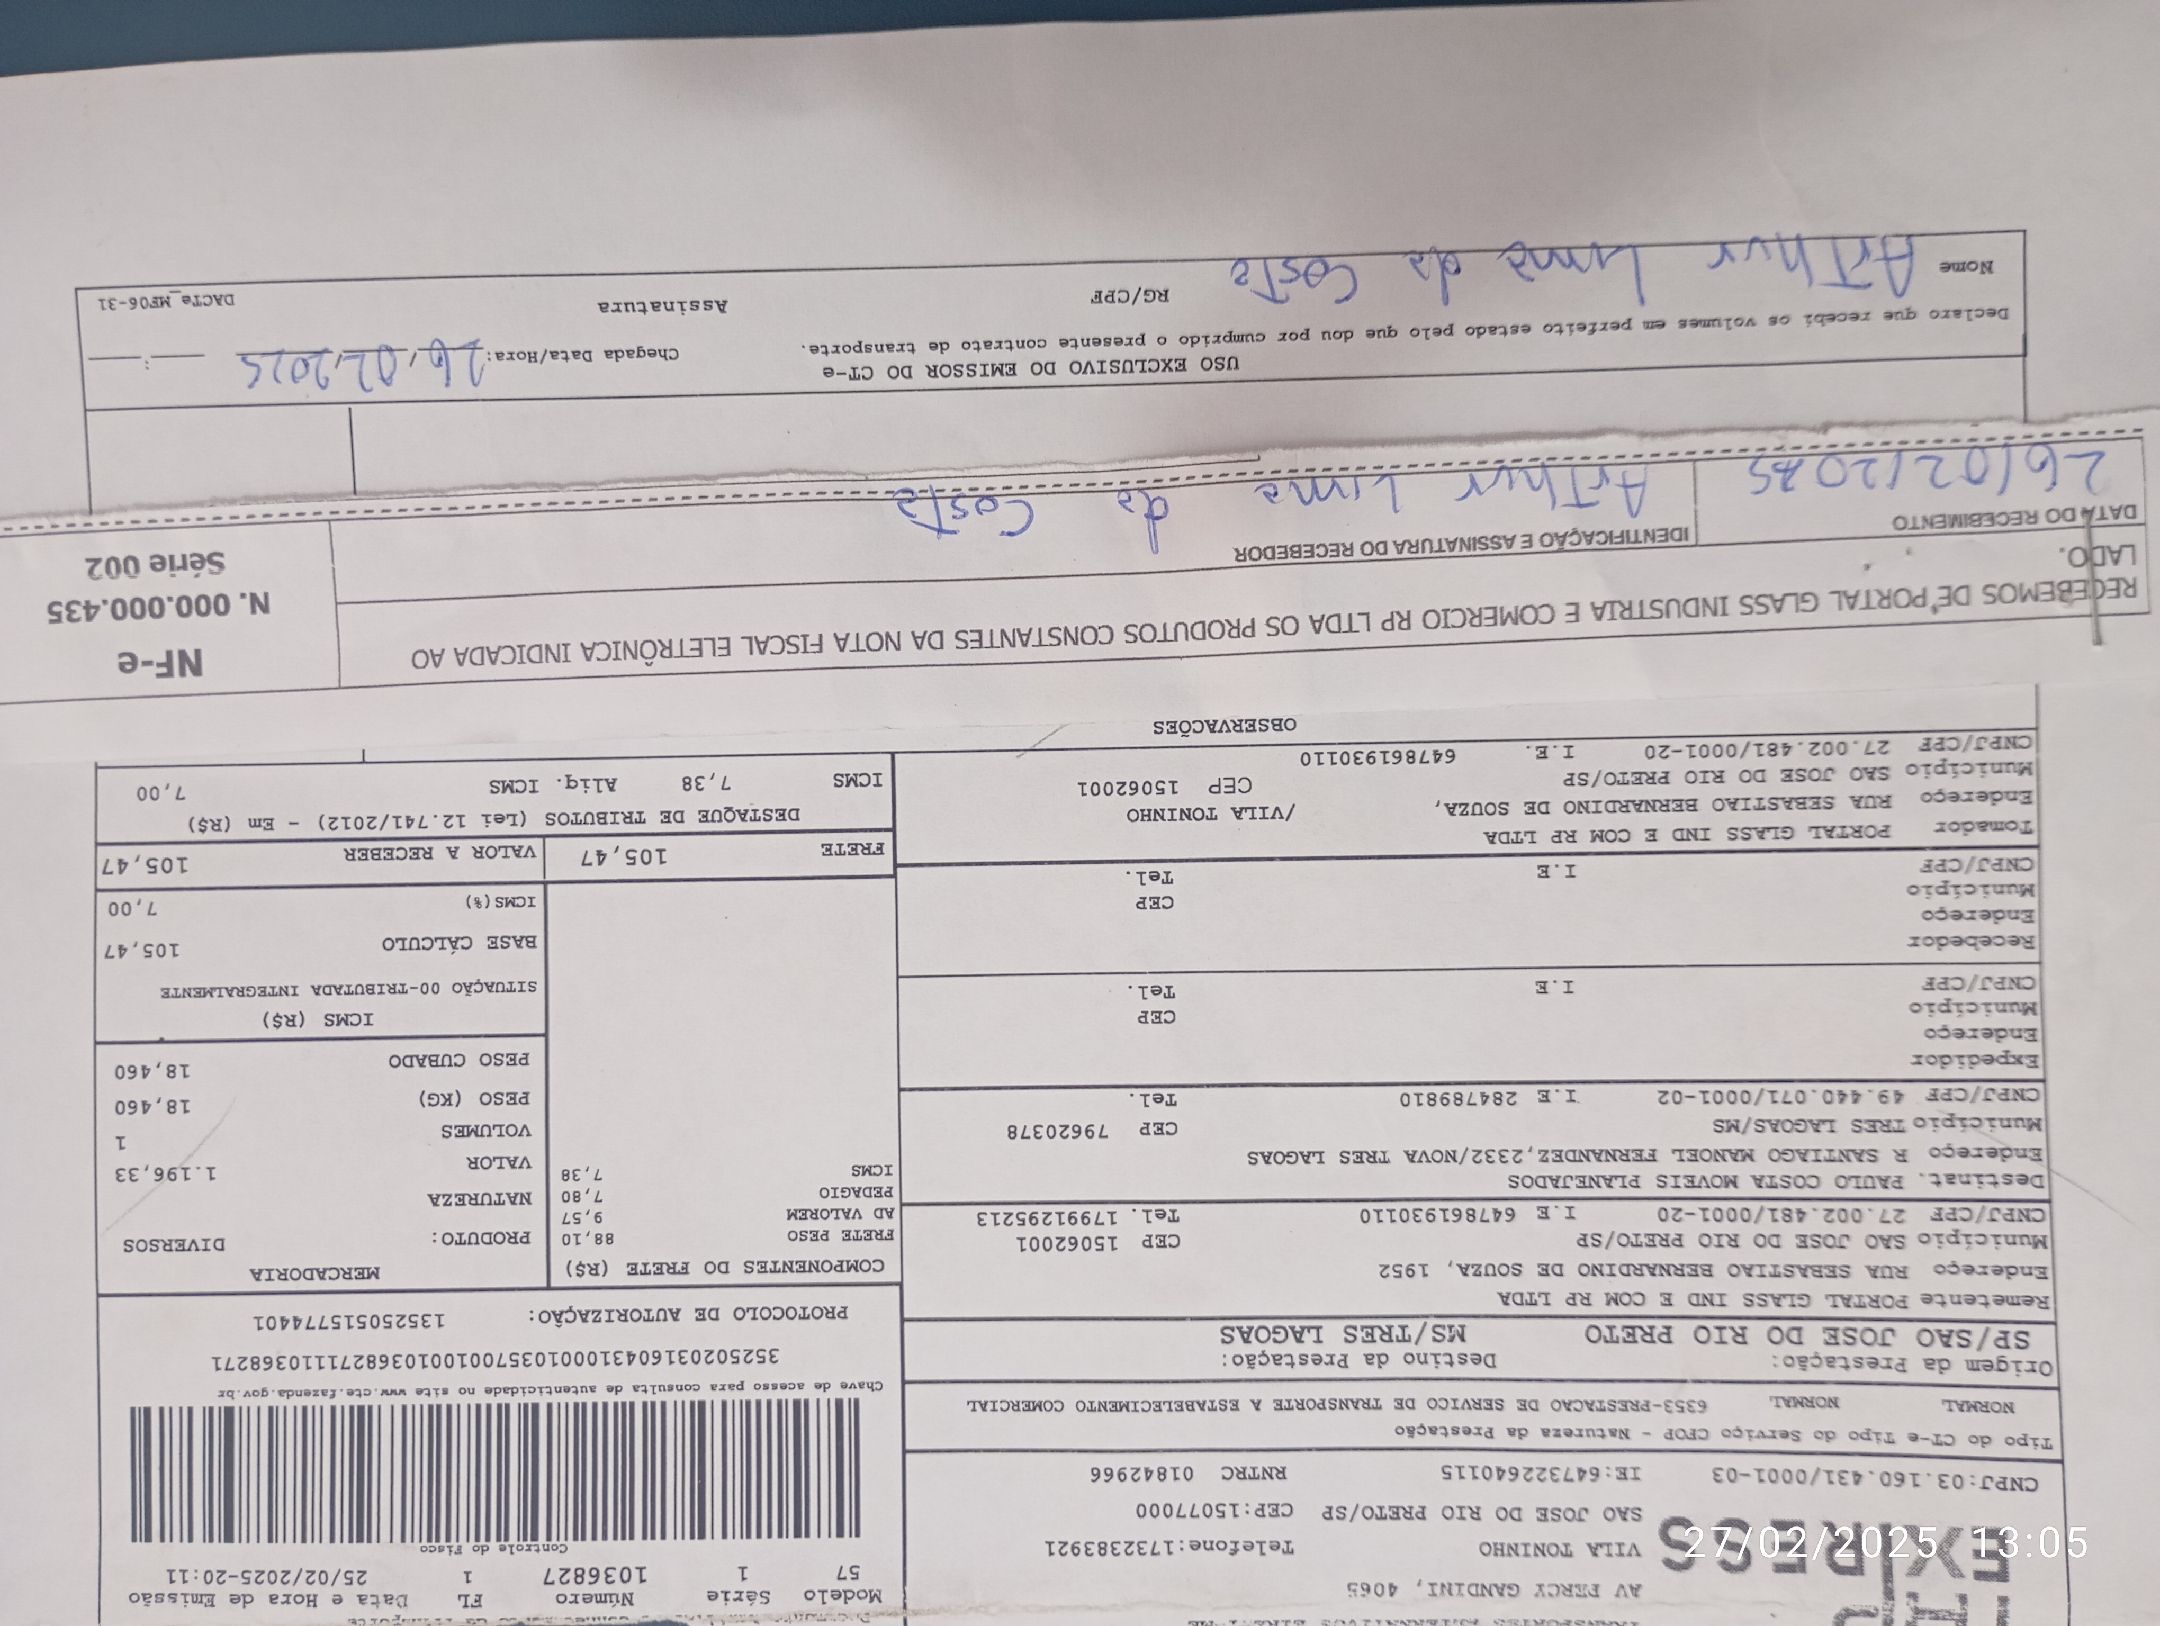 AV PERCY GANDINI, 4065
VILA TONINHO Telefone:1732383921
SAO JOSE DO RIO PRETO/SP CEP:15077000
CNPJ:03.160.431/0001-03 IE:647322640115 RNTRC 01842966
Modelo Série Número FL Data e Hora de Emissão
57 1 1036827 1 25/02/2025-20:11
Controle do Fisco
Chave de acesso para consulta de autenticidade no site www.cte.fazenda.gov.br
35250203160431000103570010010368271110368271
PROTOCOLO DE AUTORIZAÇÃO: 135250515774401
Tipo do CT-e Tipo do Serviço CFOP - Natureza da Prestação
NORMAL NORMAL 6353-PRESTACAO DE SERVICO DE TRANSPORTE A ESTABELECIMENTO COMERCIAL
Origem da Prestação: Destino da Prestação:
SP/SAO JOSE DO RIO PRETO MS/TRES LAGOAS
Remetente PORTAL GLASS IND E COM RP LTDA
Endereço RUA SEBASTIAO BERNARDINO DE SOUZA, 1952
Município SAO JOSE DO RIO PRETO/SP CEP 15062001
CNPJ/CPF 27.002.481/0001-20 I.E 647861930110 Tel. 17991295213
Destinat. PAULO COSTA MOVEIS PLANEJADOS
Endereço R SANTIAGO MANOEL FERNANDEZ,2332/NOVA TRES LAGOAS
Município TRES LAGOAS/MS CEP 79620378
CNPJ/CPF 49.440.071/0001-02 I.E 284789810 Tel.
Expedidor
Endereço
Município CEP
CNPJ/CPF I.E Tel.
Recebedor
Endereço
Município CEP
CNPJ/CPF I.E Tel.
Tomador PORTAL GLASS IND E COM RP LTDA
Endereço RUA SEBASTIAO BERNARDINO DE SOUZA, /VILA TONINHO
Município SAO JOSE DO RIO PRETO/SP CEP 15062001
CNPJ/CPF 27.002.481/0001-20 I.E. 647861930110
COMPONENTES DO FRETE (R$)
FRETE PESO 88,10
AD VALOREM 9,57
PEDAGIO 7,80
ICMS 7,38
MERCADORIA
PRODUTO: DIVERSOS
NATUREZA
VALOR 1.196,33
VOLUMES 1
PESO (KG) 18,460
PESO CUBADO 18,460
ICMS (R$)
SITUAÇÃO 00-TRIBUTADA INTEGRALMENTE
BASE CÁLCULO 105,47
ICMS(%) 7,00
FRETE 105,47 VALOR A RECEBER 105,47
DESTAQUE DE TRIBUTOS (Lei 12.741/2012) - Em (R$)
ICMS 7,38 Aliq. ICMS 7,00
OBSERVAÇÕES
RECEBEMOS DE PORTAL GLASS INDUSTRIA E COMERCIO RP LTDA OS PRODUTOS CONSTANTES DA NOTA FISCAL ELETRÔNICA INDICADA AO
LADO.
NF-e
N. 000.000.435
Série 002
DATA DO RECEBIMENTO IDENTIFICAÇÃO E ASSINATURA DO RECEBEDOR
26/02/2025 Arthur Lima da Costa
USO EXCLUSIVO DO EMISSOR DO CT-e
Declaro que recebi os volumes em perfeito estado pelo que dou por cumprido o presente contrato de transporte.
Chegada Data/Hora: 26/02/2025 :
Nome Arthur Lima da Costa RG/CPF Assinatura
DACTe_MF06-31
27/02/2025 13:05